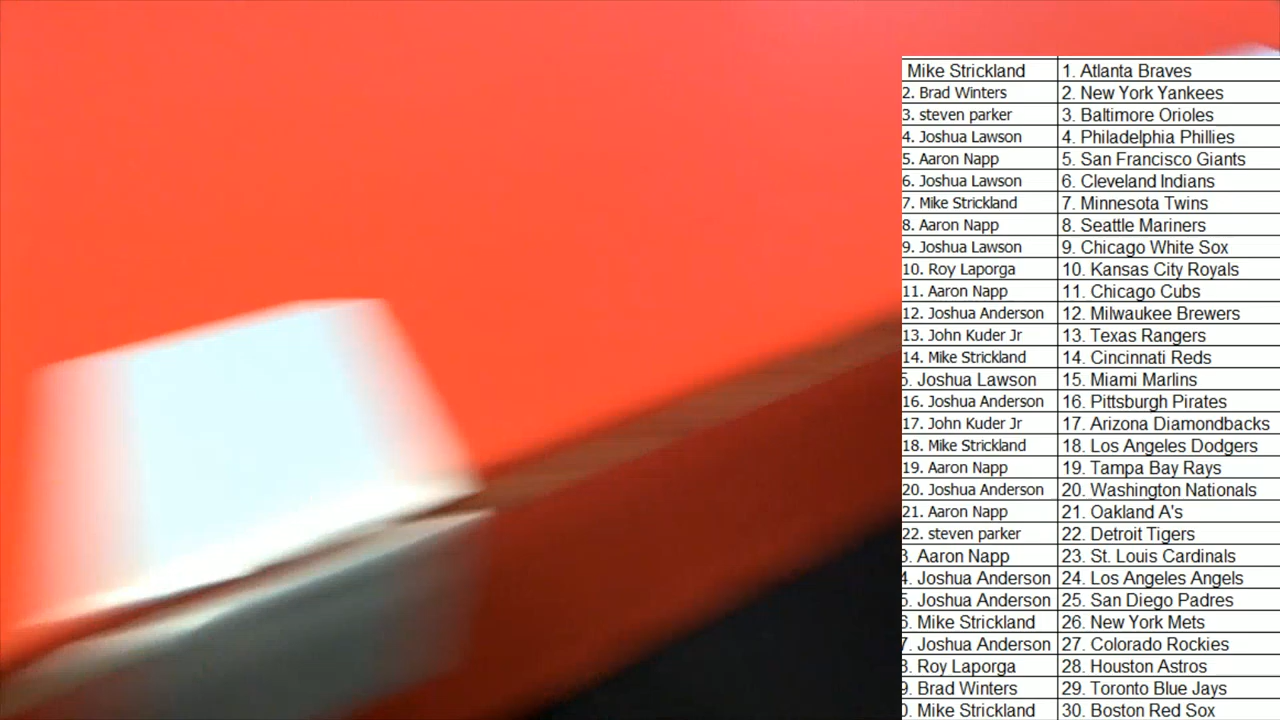 Mike Strickland 1. Atlanta Braves
2. Brad Winters 2. New York Yankees
3. steven parker 3. Baltimore Orioles
4. Joshua Lawson 4. Philadelphia Phillies
5. Aaron Napp 5. San Francisco Giants
6. Joshua Lawson 6. Cleveland Indians
7. Mike Strickland 7. Minnesota Twins
8. Aaron Napp 8. Seattle Mariners
9. Joshua Lawson 9. Chicago White Sox
10. Roy Laporga 10. Kansas City Royals
11. Aaron Napp 11. Chicago Cubs
12. Joshua Anderson 12. Milwaukee Brewers
13. John Kuder Jr 13. Texas Rangers
14. Mike Strickland 14. Cincinnati Reds
5. Joshua Lawson 15. Miami Marlins
16. Joshua Anderson 16. Pittsburgh Pirates
17. John Kuder Jr 17. Arizona Diamondbacks
18. Mike Strickland 18. Los Angeles Dodgers
19. Aaron Napp 19. Tampa Bay Rays
20. Joshua Anderson 20. Washington Nationals
21. Aaron Napp 21. Oakland A's
22. steven parker 22. Detroit Tigers
3. Aaron Napp 23. St. Louis Cardinals
4. Joshua Anderson 24. Los Angeles Angels
5. Joshua Anderson 25. San Diego Padres
6. Mike Strickland 26. New York Mets
7. Joshua Anderson 27. Colorado Rockies
8. Roy Laporga 28. Houston Astros
9. Brad Winters 29. Toronto Blue Jays
0. Mike Strickland 30. Boston Red Sox